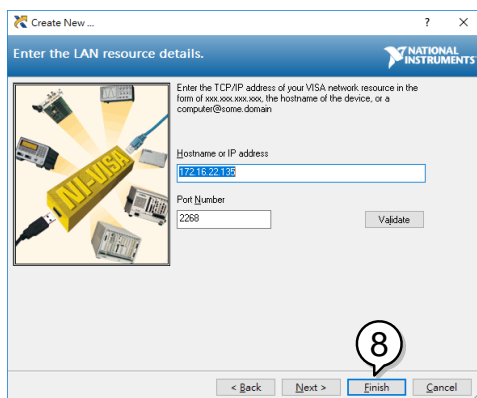 Create New ...
? ×
Enter the LAN resource details.
NATIONAL
INSTRUMENTS
Enter the TCP/IP address of your VISA network resource in the
form of xxx.xxx.xxx.xxx, the hostname of the device, or a
computer@some.domain
NI-VISA
Hostname or IP address
172.16.22.135
Port Number
2268
Validate
8
< Back Next > Finish Cancel